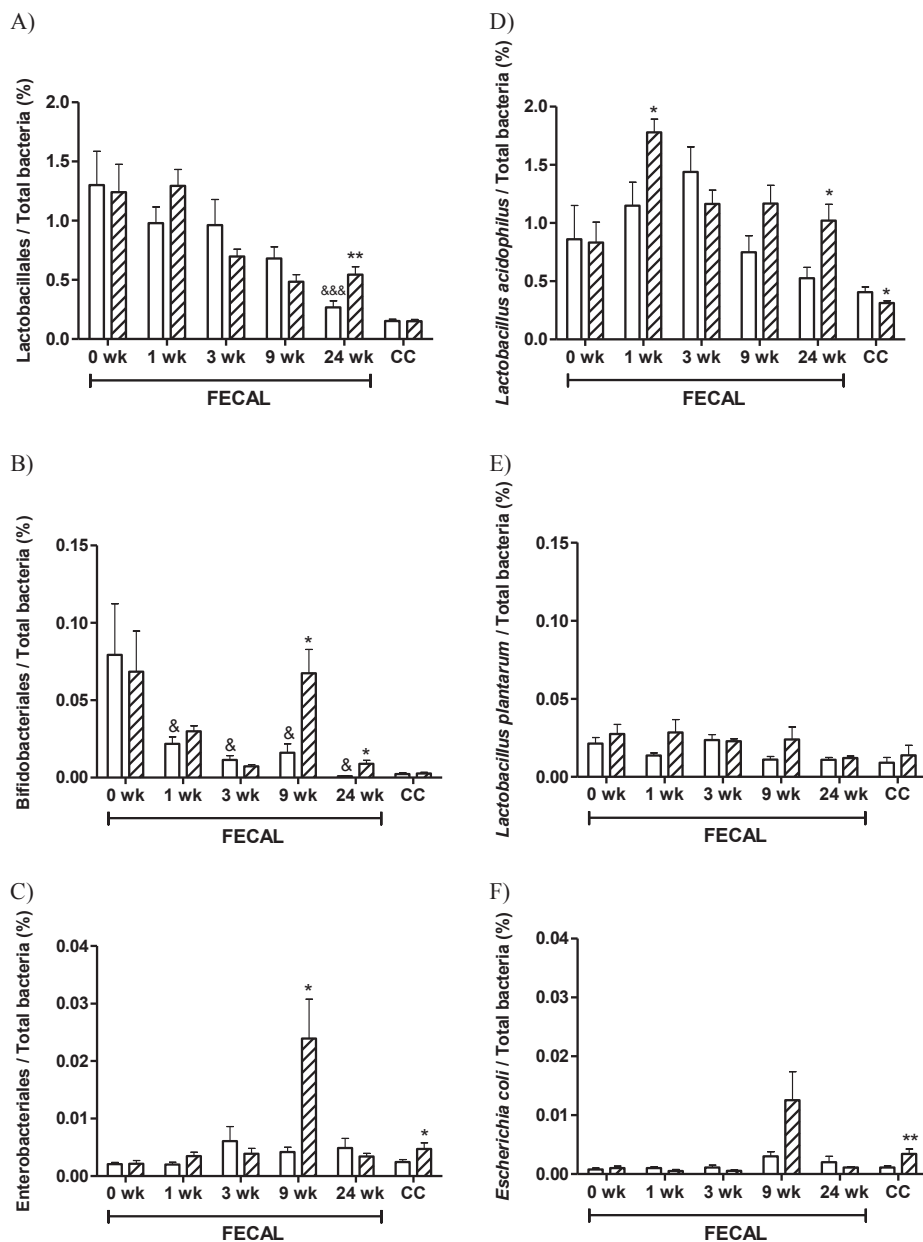 A)
Lactobacillales / Total bacteria (%)
2.0
1.5
1.0
0.5
0.0
&&&
**
0 wk 1 wk 3 wk 9 wk 24 wk CC
FECAL
B)
Bifidobacteriales / Total bacteria (%)
0.15
0.10
0.05
0.00
&
&
&
*
&
*
0 wk 1 wk 3 wk 9 wk 24 wk CC
FECAL
C)
Enterobacteriales / Total bacteria (%)
0.04
0.03
0.02
0.01
0.00
*
*
0 wk 1 wk 3 wk 9 wk 24 wk CC
FECAL
D)
Lactobacillus acidophilus / Total bacteria (%)
2.0
1.5
1.0
0.5
0.0
*
*
*
0 wk 1 wk 3 wk 9 wk 24 wk CC
FECAL
E)
Lactobacillus plantarum / Total bacteria (%)
0.15
0.10
0.05
0.00
0 wk 1 wk 3 wk 9 wk 24 wk CC
FECAL
F)
Escherichia coli / Total bacteria (%)
0.04
0.03
0.02
0.01
0.00
**
0 wk 1 wk 3 wk 9 wk 24 wk CC
FECAL